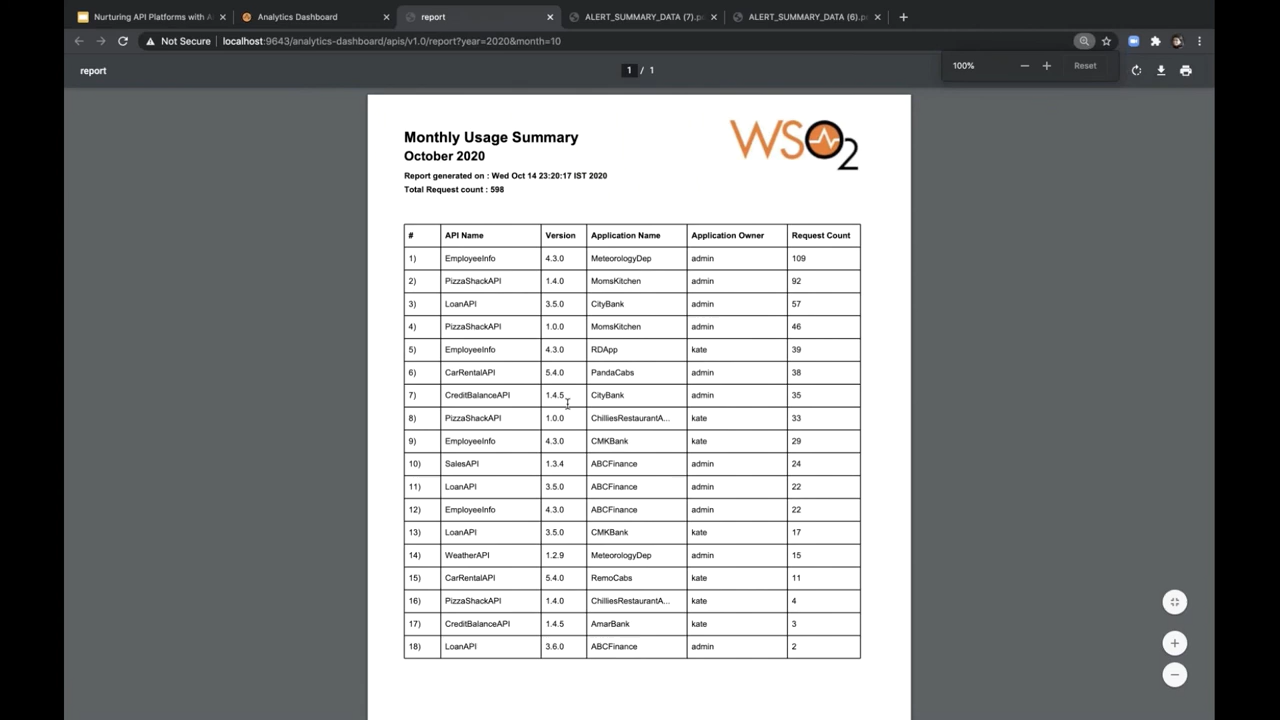 Nurturing API Platforms with A
Analytics Dashboard
report
ALERT_SUMMARY_DATA (7).p
ALERT_SUMMARY_DATA (6).p
Not Secure
localhost:9643/analytics-dashboard/apis/v1.0/report?year=2020&month=10
report
1 / 1
100%
Reset
Monthly Usage Summary
October 2020
Report generated on : Wed Oct 14 23:20:17 IST 2020
Total Request count : 598
WSO2
# API Name Version Application Name Application Owner Request Count
1) EmployeeInfo 4.3.0 MeteorologyDep admin 109
2) PizzaShackAPI 1.4.0 MomsKitchen admin 92
3) LoanAPI 3.5.0 CityBank admin 57
4) PizzaShackAPI 1.0.0 MomsKitchen admin 46
5) EmployeeInfo 4.3.0 RDApp kate 39
6) CarRentalAPI 5.4.0 PandaCabs admin 38
7) CreditBalanceAPI 1.4.5 CityBank admin 35
8) PizzaShackAPI 1.0.0 ChilliesRestaurantA... kate 33
9) EmployeeInfo 4.3.0 CMKBank kate 29
10) SalesAPI 1.3.4 ABCFinance admin 24
11) LoanAPI 3.5.0 ABCFinance admin 22
12) EmployeeInfo 4.3.0 ABCFinance admin 22
13) LoanAPI 3.5.0 CMKBank kate 17
14) WeatherAPI 1.2.9 MeteorologyDep admin 15
15) CarRentalAPI 5.4.0 RemoCabs kate 11
16) PizzaShackAPI 1.4.0 ChilliesRestaurantA... kate 4
17) CreditBalanceAPI 1.4.5 AmarBank kate 3
18) LoanAPI 3.6.0 ABCFinance admin 2